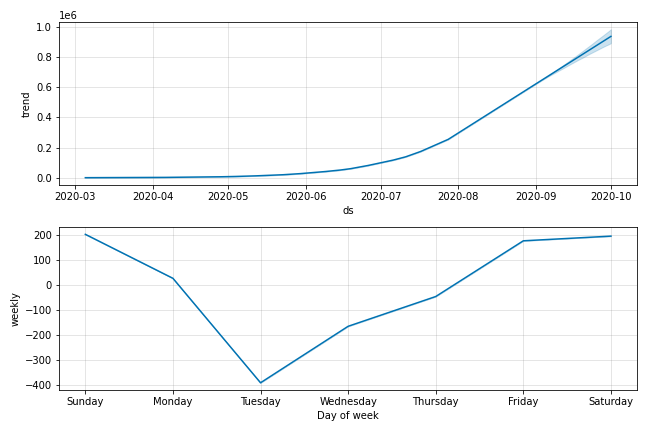 1e6
1.0
0.8
0.6
0.4
0.2
0.0
trend
2020-03 2020-04 2020-05 2020-06 2020-07 2020-08 2020-09 2020-10
ds
200
100
0
−100
−200
−300
−400
weekly
Sunday Monday Tuesday Wednesday Thursday Friday Saturday
Day of week